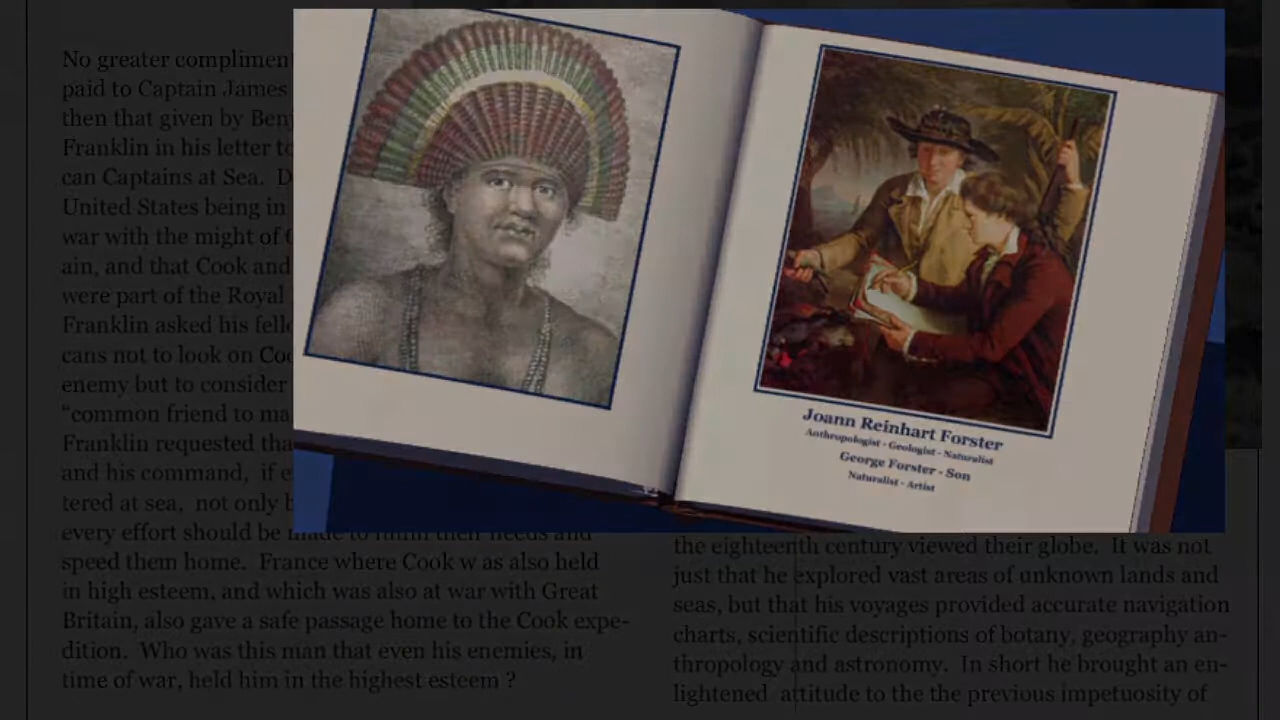 No greater complimen
paid to Captain James
then that given by Ben
Franklin in his letter to
can Captains at Sea. D
United States being in
war with the might of
ain, and that Cook and
were part of the Royal
Franklin asked his fell
cans not to look on Co
enemy but to consider
“common friend to ma
Franklin requested tha
and his command, if e
tered at sea, not only b
every effort should be made to fulfill their needs and
speed them home. France where Cook w as also held
in high esteem, and which was also at war with Great
Britain, also gave a safe passage home to the Cook expe-
dition. Who was this man that even his enemies, in
time of war, held him in the highest esteem ?
Joann Reinhart Forster
Anthropologist - Geologist - Naturalist
George Forster - Son
Naturalist - Artist
the eighteenth century viewed their globe. It was not
just that he explored vast areas of unknown lands and
seas, but that his voyages provided accurate navigation
charts, scientific descriptions of botany, geography an-
thropology and astronomy. In short he brought an en-
lightened attitude to the the previous impetuosity of